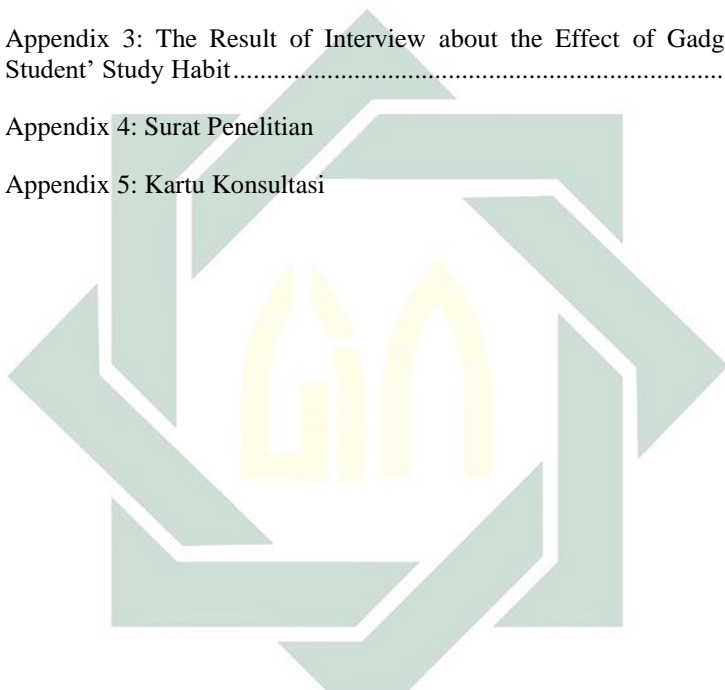 Appendix 3: The Result of Interview about the Effect of Gadg
Student’ Study Habit.......................................................................
Appendix 4: Surat Penelitian
Appendix 5: Kartu Konsultasi